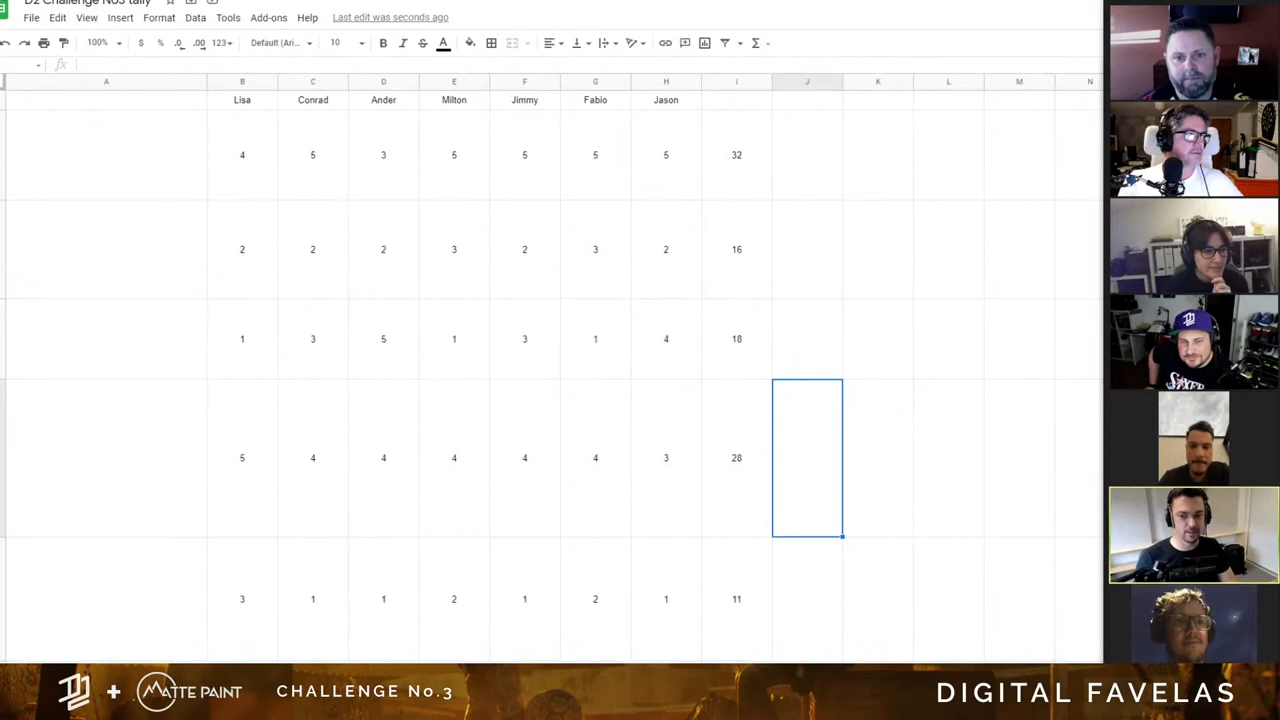 D2 Challenge No3 tally
File Edit View Insert Format Data Tools Add-ons Help Last edit was seconds ago
100% $ % .0 .00 123 Default (Ari... 10 B I S A Σ
fx
A B C D E F G H I J K L M N
Lisa Conrad Ander Milton Jimmy Fabio Jason
4 5 3 5 5 5 5 32
2 2 2 3 2 3 2 16
1 3 5 1 3 1 4 18
5 4 4 4 4 4 3 28
3 1 1 2 1 2 1 11
+ MATTE PAINT CHALLENGE No.3 DIGITAL FAVELAS